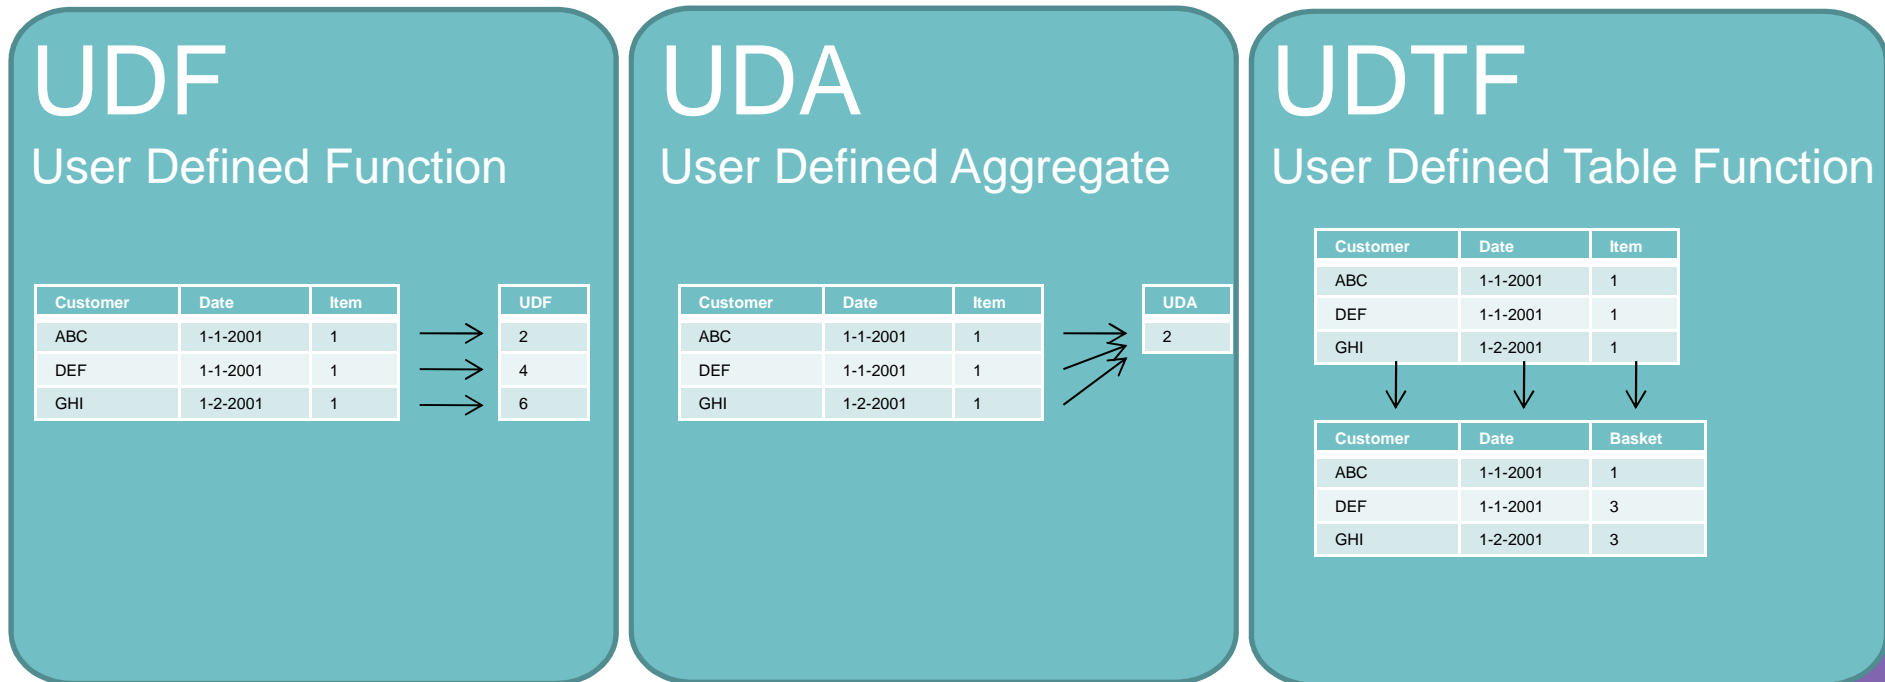 UDF
User Defined Function
Customer Date Item UDF
ABC 1-1-2001 1 2
DEF 1-1-2001 1 4
GHI 1-2-2001 1 6
UDA
User Defined Aggregate
Customer Date Item UDA
ABC 1-1-2001 1 2
DEF 1-1-2001 1
GHI 1-2-2001 1
UDTF
User Defined Table Function
Customer Date Item
ABC 1-1-2001 1
DEF 1-1-2001 1
GHI 1-2-2001 1
Customer Date Basket
ABC 1-1-2001 1
DEF 1-1-2001 3
GHI 1-2-2001 3